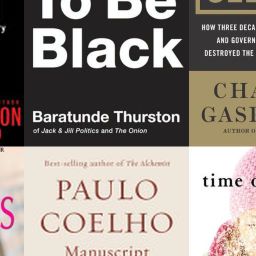 To Be
Black
Baratunde Thurston
of Jack & Jill Politics and The Onion
HOW THREE DECA
AND GOVERN
DESTROYED THE
CHA
GASP
AUTHOR O
Best-selling author of The Alchemist
PAULO
COELHO
Manuscript
time o